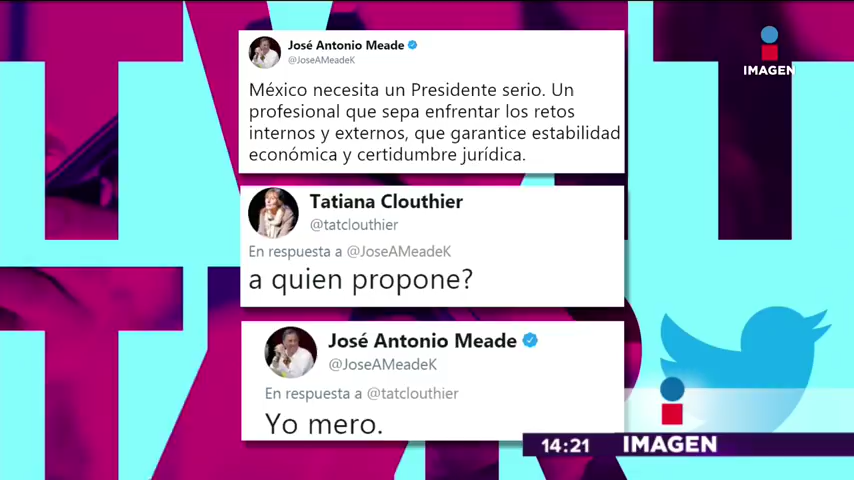 José Antonio Meade
@JoseAMeadeK
IMAGEN
México necesita un Presidente serio. Un
profesional que sepa enfrentar los retos
internos y externos, que garantice estabilidad
económica y certidumbre jurídica.
Tatiana Clouthier
@tatclouthier
En respuesta a @JoseAMeadeK
a quien propone?
José Antonio Meade
@JoseAMeadeK
En respuesta a @tatclouthier
Yo mero.
14:21 IMAGEN